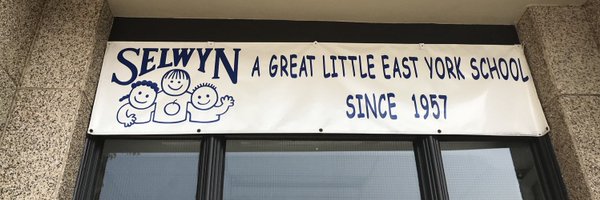 SELWYN A GREAT LITTLE EAST YORK SCHOOL
SINCE 1957